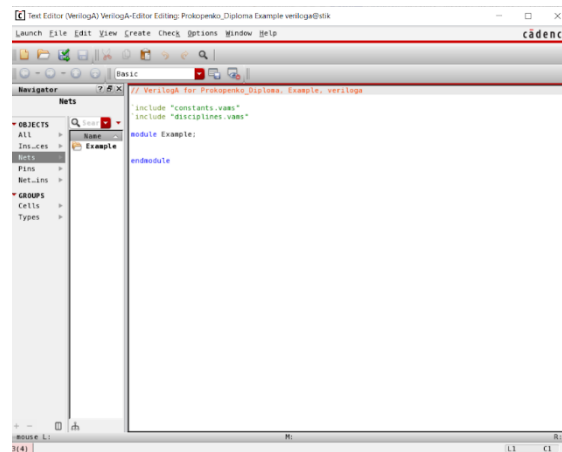 Text Editor (VerilogA) VerilogA-Editor Editing: Prokopenko_Diploma Example veriloga@stik
Launch File Edit View Create Check Options Window Help
cādence
Basic
Navigator
Nets
OBJECTS
All
Ins…ces
Nets
Pins
Net…ins
GROUPS
Cells
Types
Sear
Name
Example
// VerilogA for Prokopenko_Diploma, Example, veriloga
`include "constants.vams"
`include "disciplines.vams"
module Example;
endmodule
mouse L:
M:
R:
3(4)
L1
C1